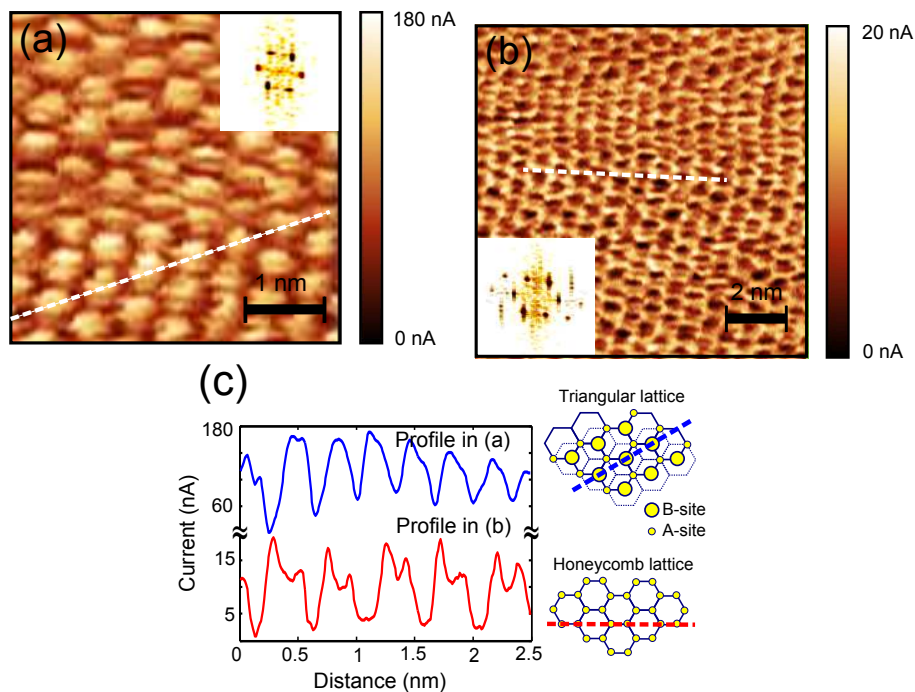 (a)
180 nA
0 nA
1 nm
(b)
20 nA
0 nA
2 nm
(c)
180
60
15
5
Current (nA)
Profile in (a)
Profile in (b)
0
0.5
1
1.5
2
2.5
Distance (nm)
Triangular lattice
B-site
A-site
Honeycomb lattice